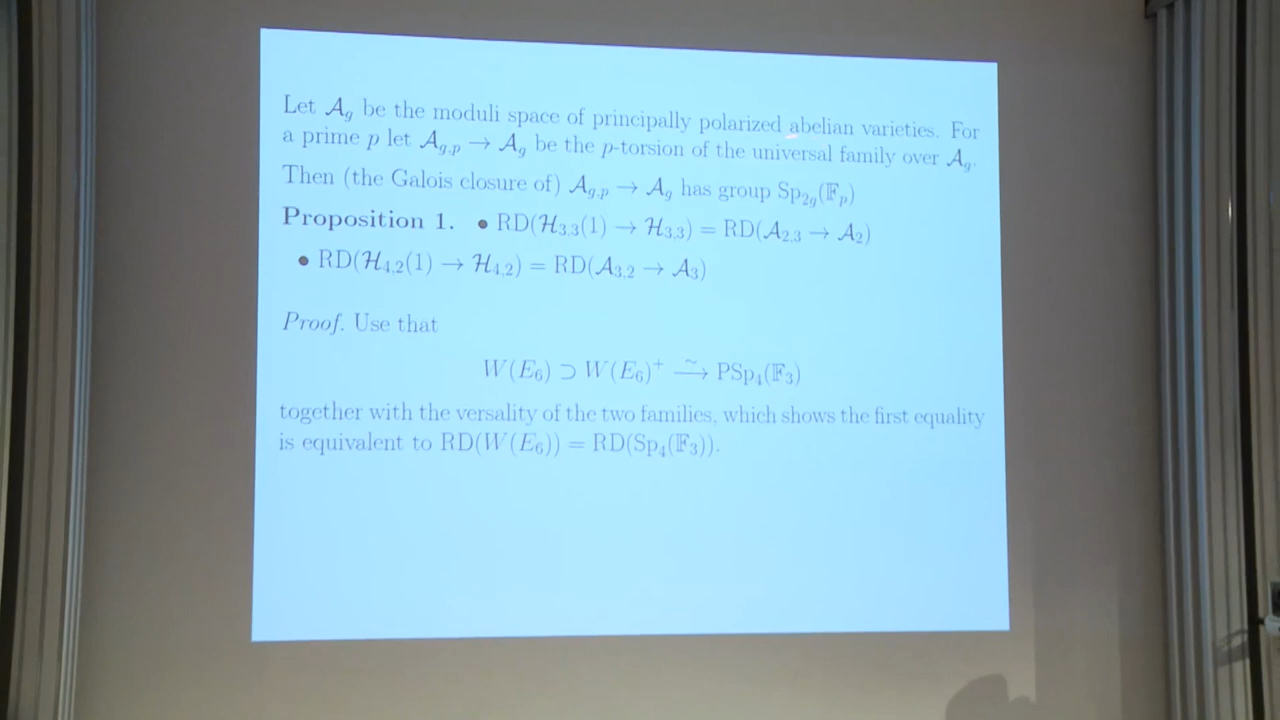 Let 𝒜_g be the moduli space of principally polarized abelian varieties. For
a prime p let 𝒜_{g,p} → 𝒜_g be the p-torsion of the universal family over 𝒜_g.
Then (the Galois closure of) 𝒜_{g,p} → 𝒜_g has group Sp_{2g}(𝔽_p)
Proposition 1. • RD(ℋ_{3,3}(1) → ℋ_{3,3}) = RD(𝒜_{2,3} → 𝒜_2)
• RD(ℋ_{4,2}(1) → ℋ_{4,2}) = RD(𝒜_{3,2} → 𝒜_3)
Proof. Use that
W(E_6) ⊃ W(E_6)^+ ⥲ PSp_4(𝔽_3)
together with the versality of the two families, which shows the first equality
is equivalent to RD(W(E_6)) = RD(Sp_4(𝔽_3)).